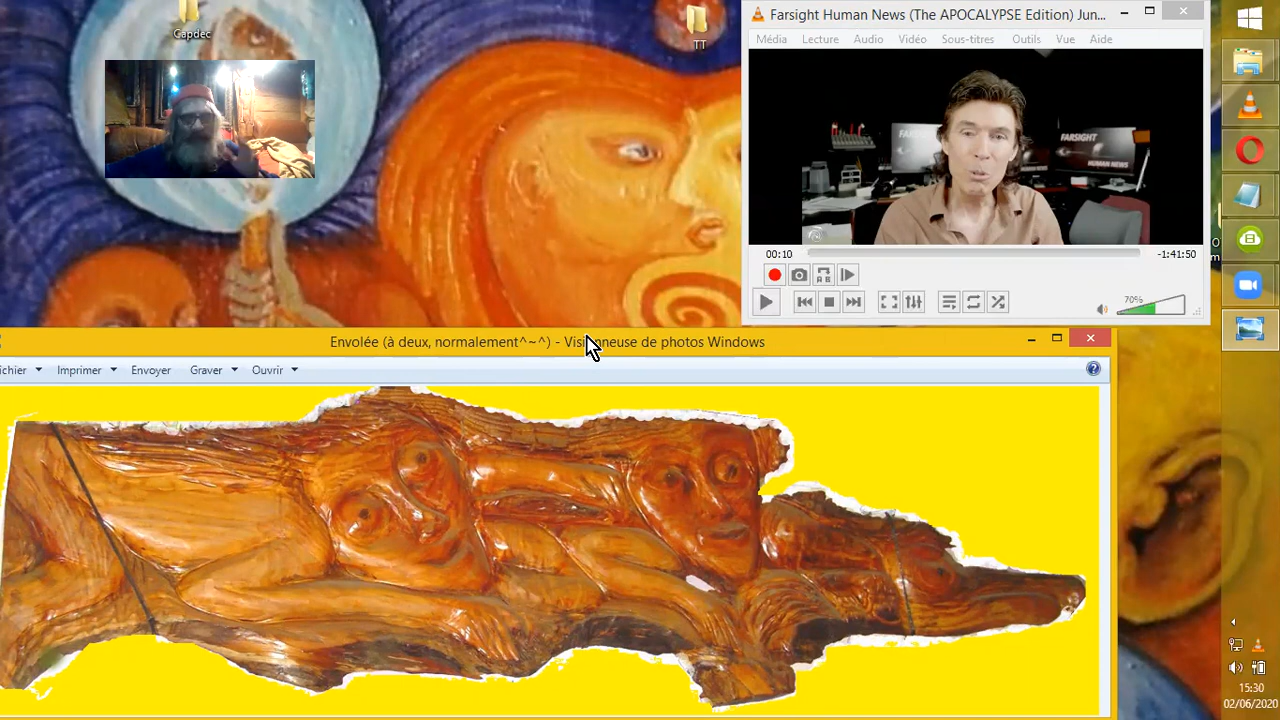 Capdec
TT
Farsight Human News (The APOCALYPSE Edition) Jun...
Média Lecture Audio Vidéo Sous-titres Outils Vue Aide
FARSIGHT
HUMAN NEWS
00:10
-1:41:50
70%
Envolée (à deux, normalement^~^) - Visionneuse de photos Windows
ichier Imprimer Envoyer Graver Ouvrir
15:30
02/06/2020